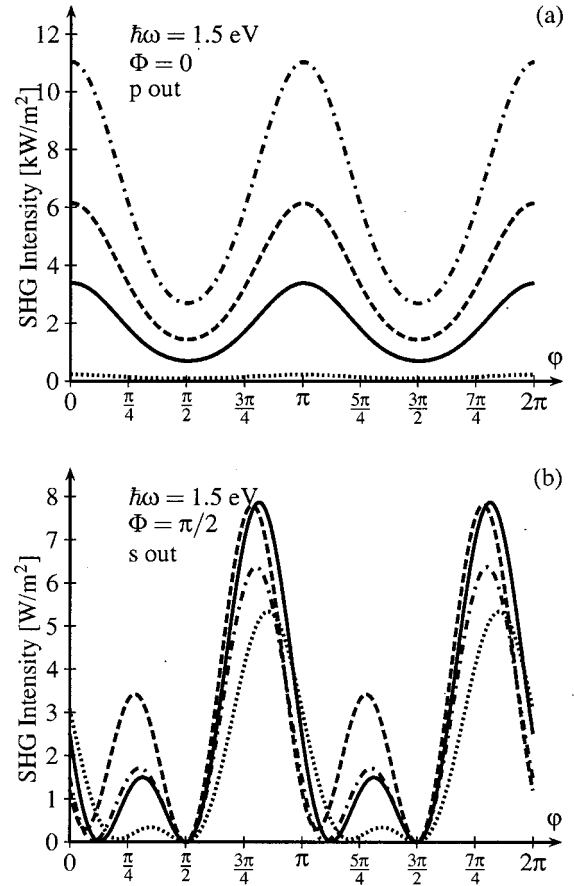 (a)
ħω = 1.5 eV
Φ = 0
p out
SHG Intensity [kW/m²]
12
10
8
6
4
2
0
φ
0 π/4 π/2 3π/4 π 5π/4 3π/2 7π/4 2π
(b)
ħω = 1.5 eV
Φ = π/2
s out
SHG Intensity [W/m²]
8
7
6
5
4
3
2
1
0
φ
0 π/4 π/2 3π/4 π 5π/4 3π/2 7π/4 2π